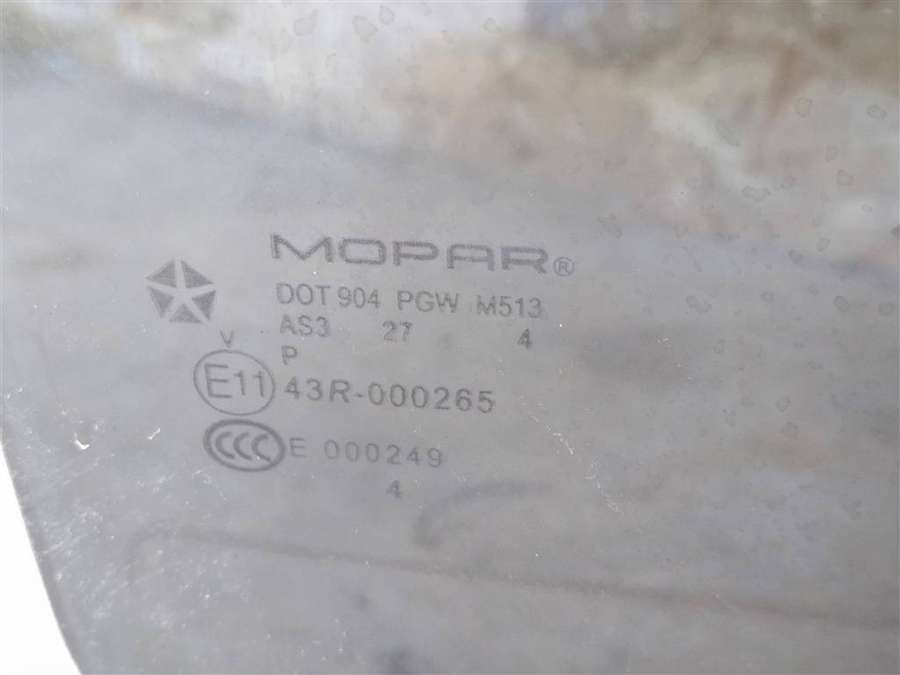 MOPAR®
DOT 904 PGW M513
AS3 27 4
V P
E11 43R-000265
CCC E 000249
4